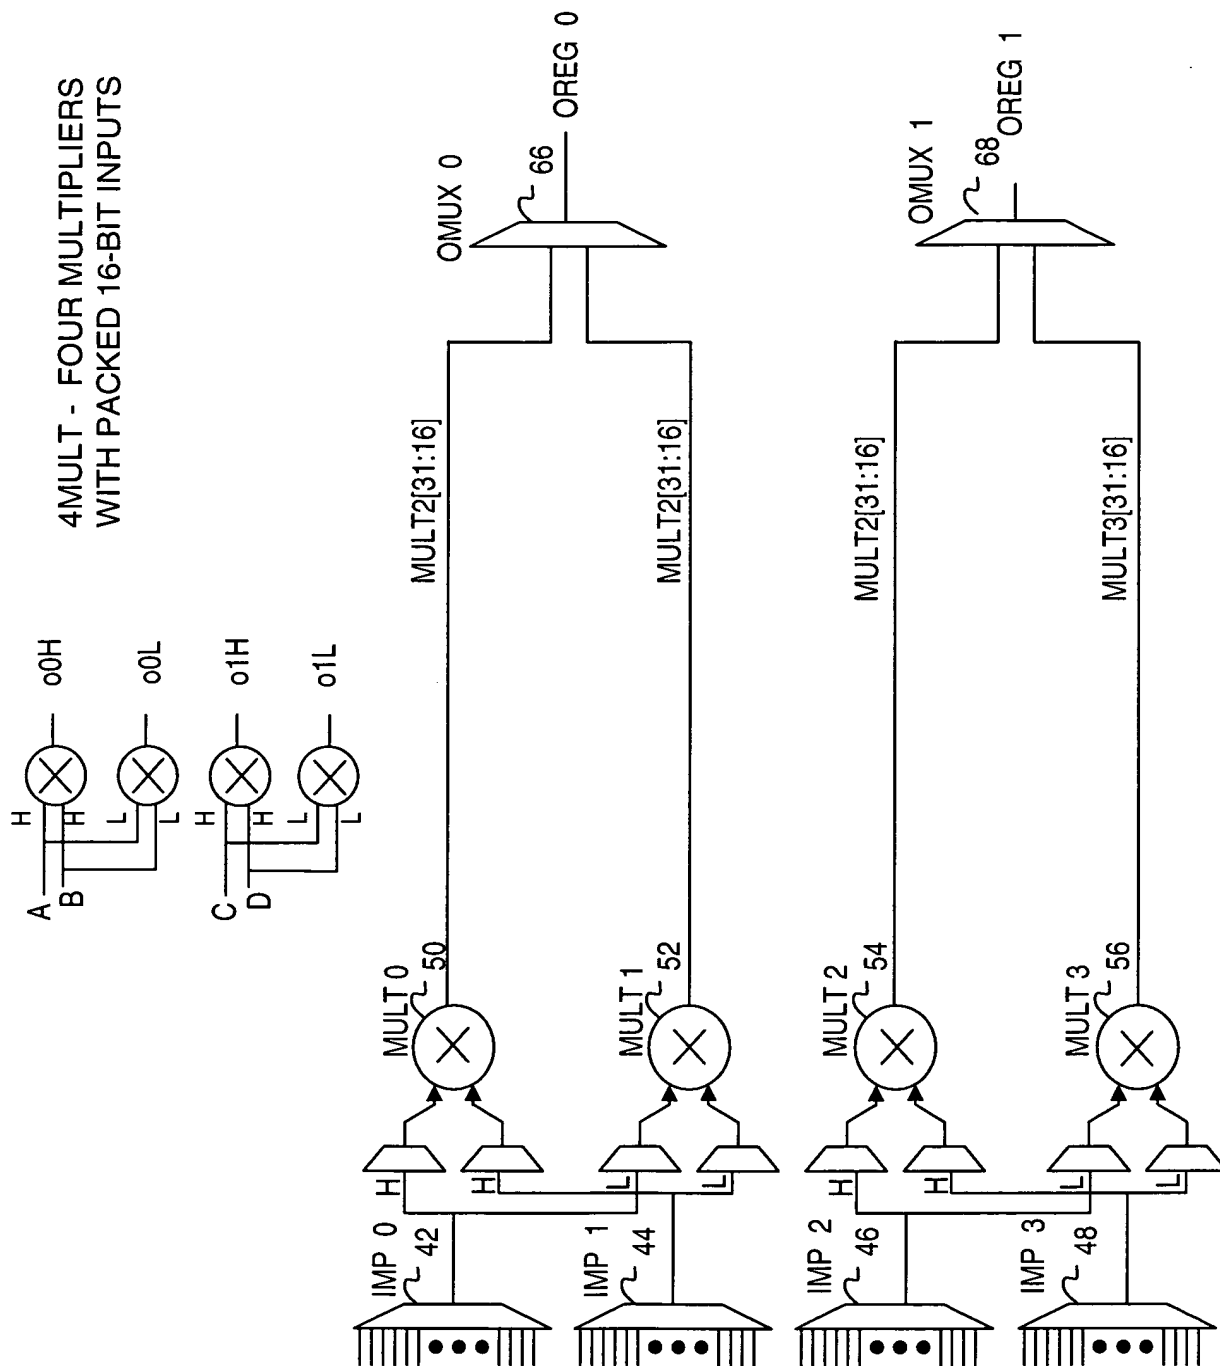 4MULT - FOUR MULTIPLIERS
WITH PACKED 16-BIT INPUTS
A
B
H
H
L
L
o0H
o0L
C
D
H
H
L
L
o1H
o1L
IMP 0
42
H
H
MULT 0
50
MULT2[31:16]
OMUX 0
66
OREG 0
IMP 1
44
L
L
MULT 1
52
MULT2[31:16]
IMP 2
46
H
H
MULT 2
54
MULT2[31:16]
OMUX 1
68
OREG 1
IMP 3
48
L
L
MULT 3
56
MULT3[31:16]